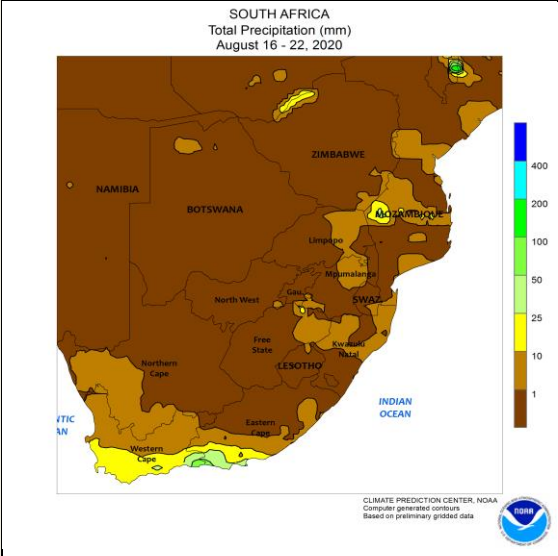 SOUTH AFRICA
Total Precipitation (mm)
August 16 - 22, 2020
ZIMBABWE
NAMIBIA
BOTSWANA
MOZAMBIQUE
Limpopo
Mpumalanga
North West
Gau.
SWAZ.
Free
State
Kwazulu
Natal
LESOTHO
Northern
Cape
Eastern
Cape
Western
Cape
NTIC
AN
INDIAN
OCEAN
400
200
100
50
25
10
1
CLIMATE PREDICTION CENTER, NOAA
Computer generated contours
Based on preliminary gridded data
NOAA